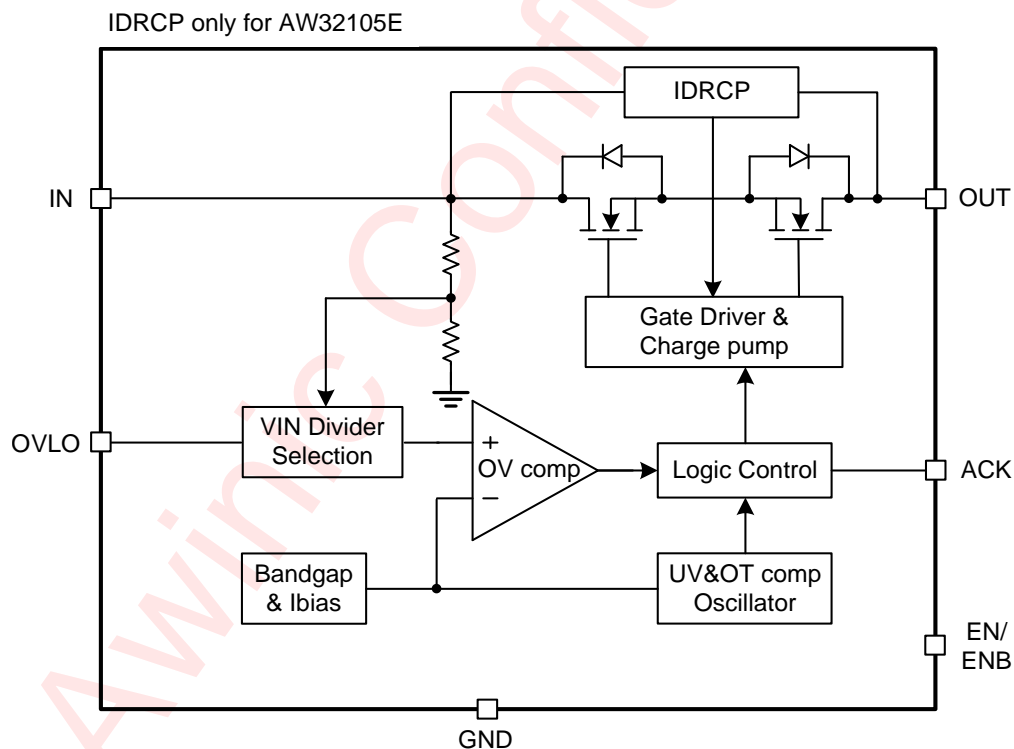 IDRCP only for AW32105E
IDRCP
IN
OUT
Gate Driver &
Charge pump
OVLO
VIN Divider
Selection
+
OV comp
−
Logic Control
ACK
Bandgap
& Ibias
UV&OT comp
Oscillator
EN/
ENB
GND
Awinic Confid